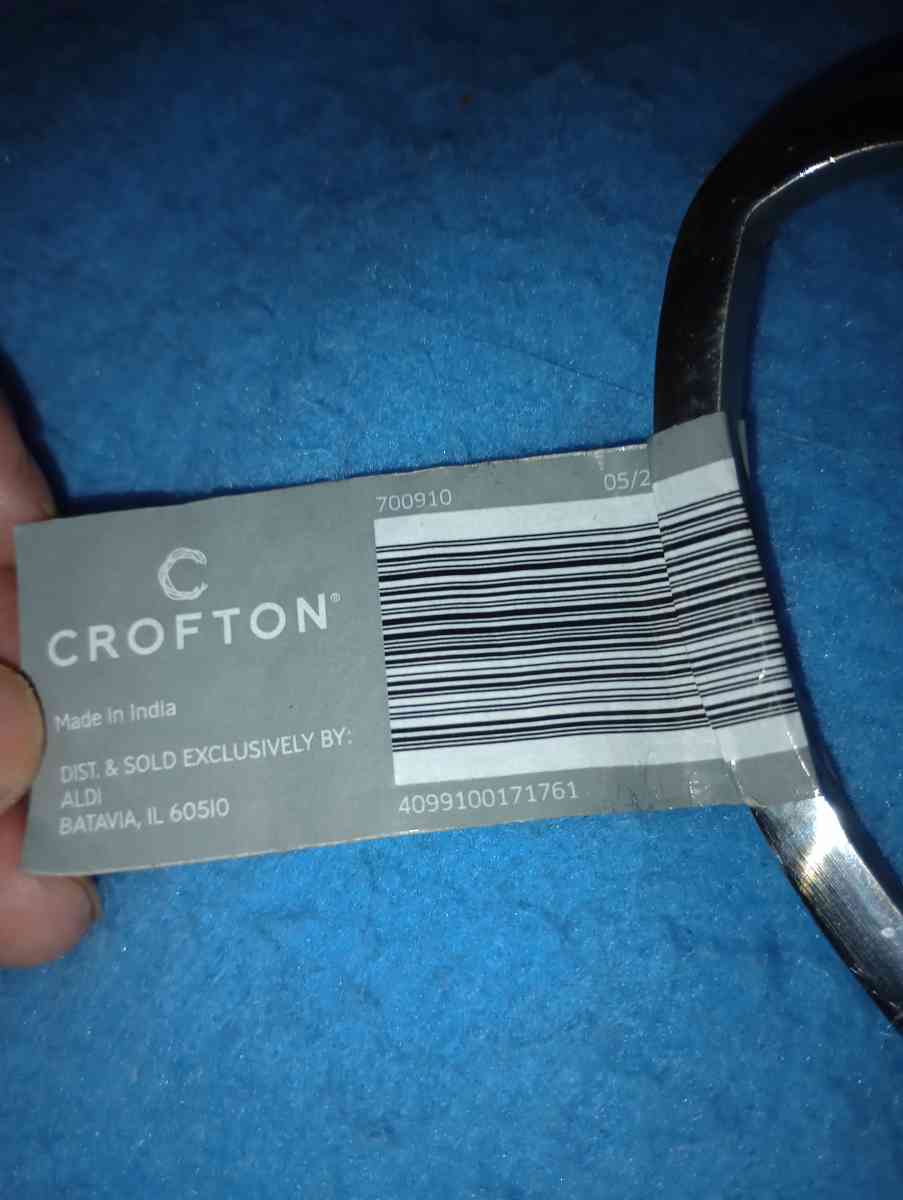 C
CROFTON®
Made in India
DIST. & SOLD EXCLUSIVELY BY:
ALDI
BATAVIA, IL 60510
700910
05/2
4099100171761